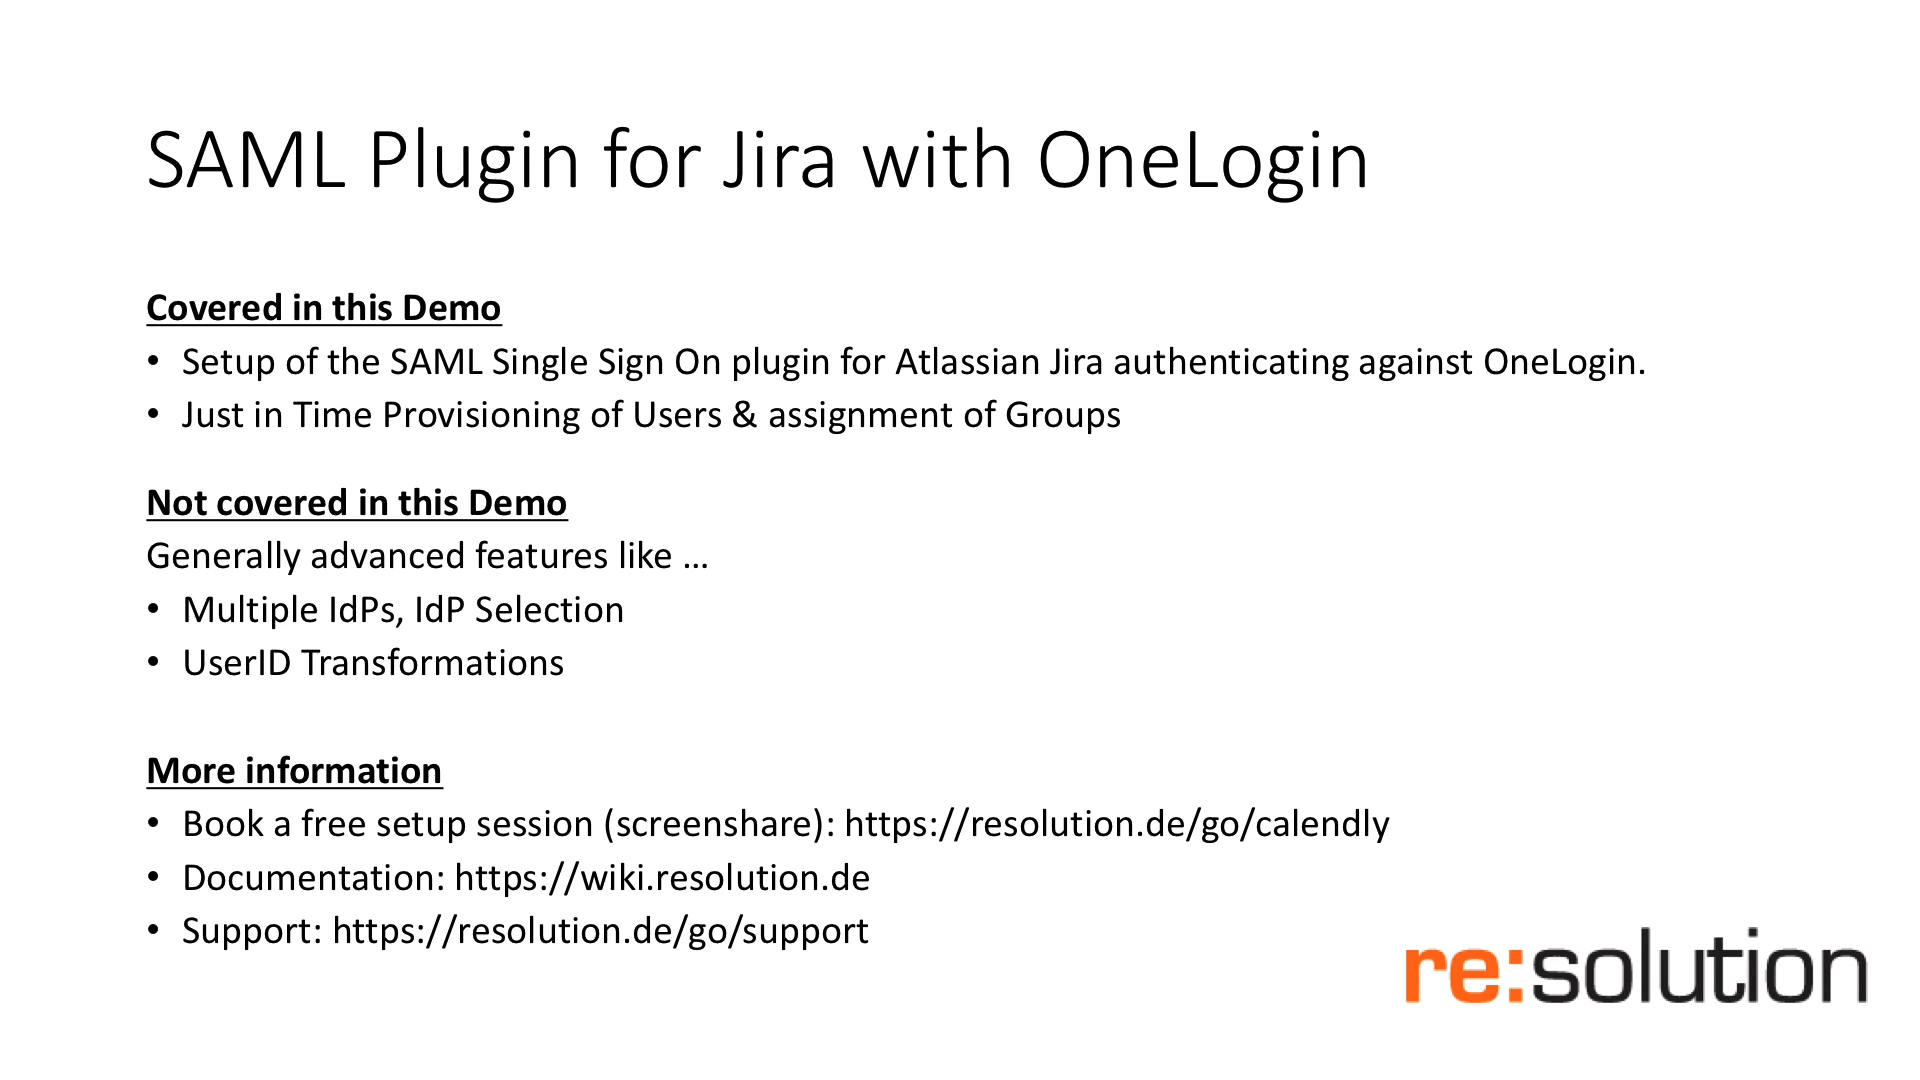 SAML Plugin for Jira with OneLogin
Covered in this Demo
• Setup of the SAML Single Sign On plugin for Atlassian Jira authenticating against OneLogin.
• Just in Time Provisioning of Users & assignment of Groups
Not covered in this Demo
Generally advanced features like …
• Multiple IdPs, IdP Selection
• UserID Transformations
More information
• Book a free setup session (screenshare): https://resolution.de/go/calendly
• Documentation: https://wiki.resolution.de
• Support: https://resolution.de/go/support
re:solution